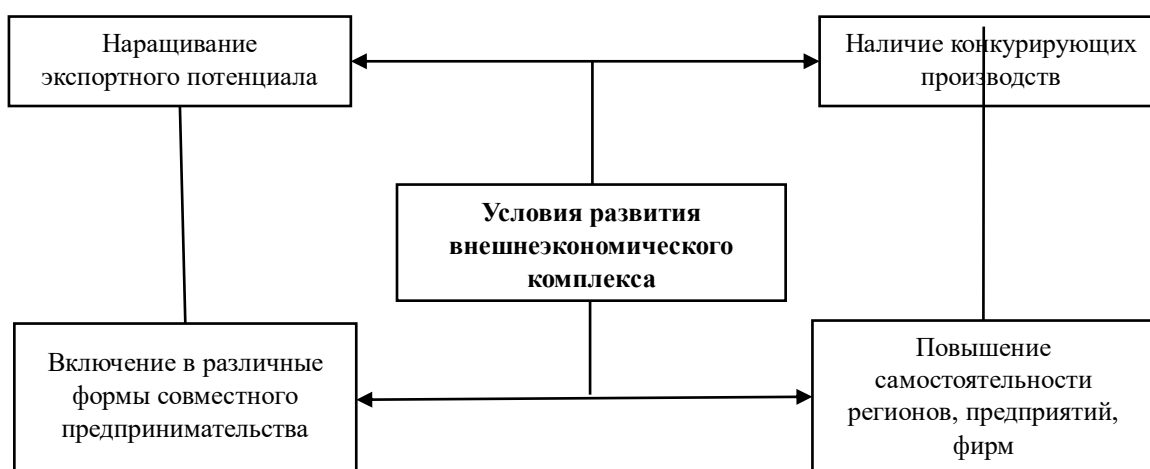 Наращивание
экспортного потенциала
Наличие конкурирующих
производств
Условия развития
внешнеэкономического
комплекса
Включение в различные
формы совместного
предпринимательства
Повышение
самостоятельности
регионов, предприятий,
фирм